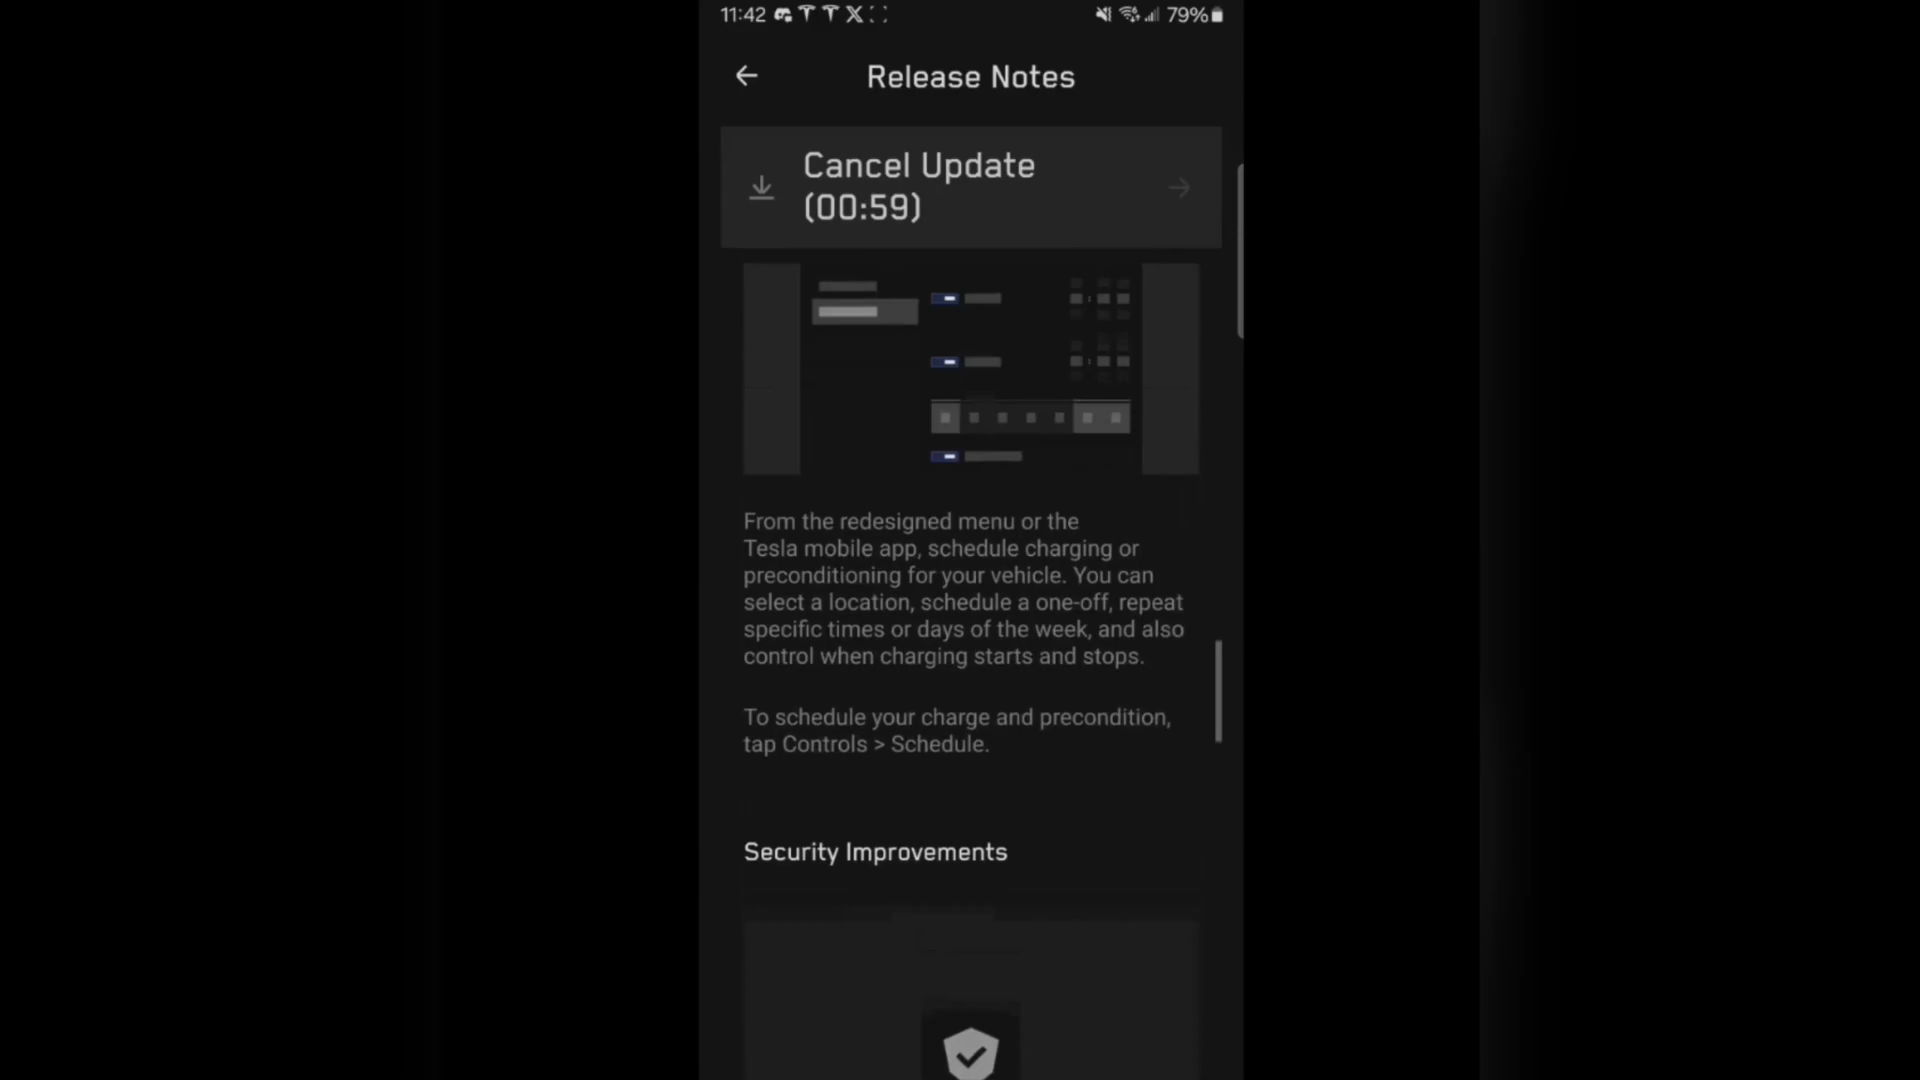 11:42 79%
Release Notes
Cancel Update
(00:59)
From the redesigned menu or the
Tesla mobile app, schedule charging or
preconditioning for your vehicle. You can
select a location, schedule a one-off, repeat
specific times or days of the week, and also
control when charging starts and stops.
To schedule your charge and precondition,
tap Controls > Schedule.
Security Improvements